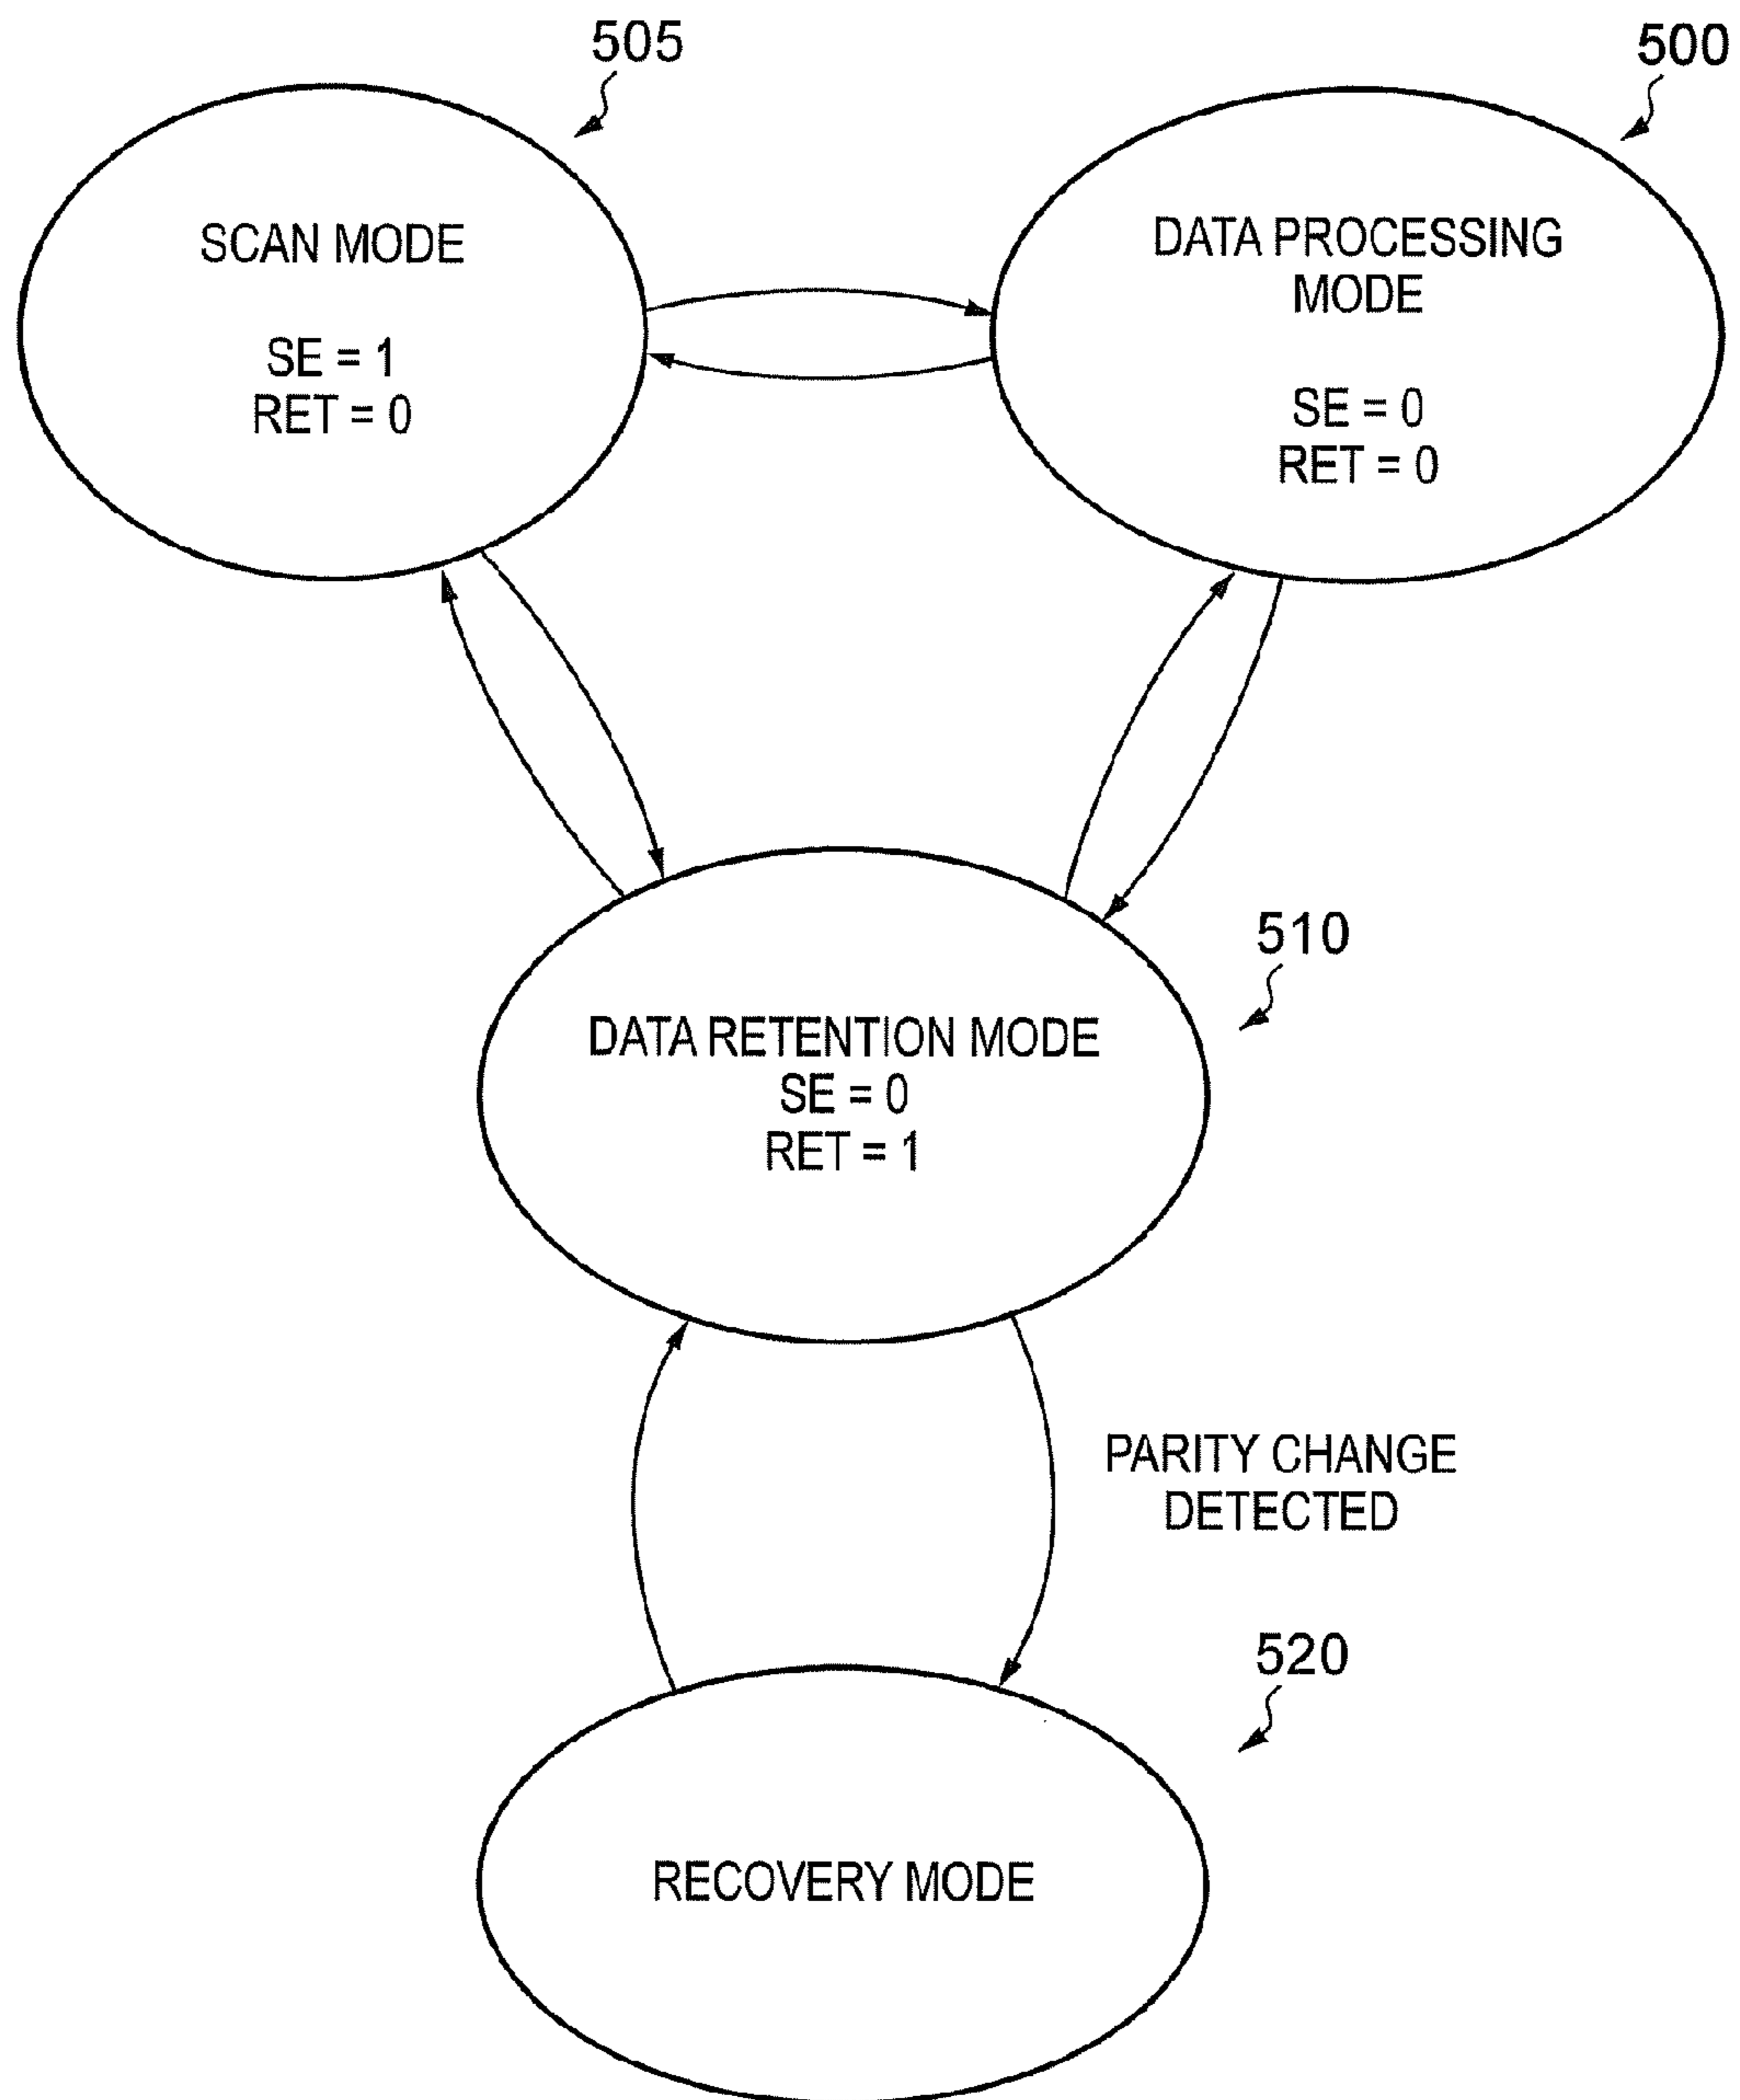 505
500
SCAN MODE
SE = 1
RET = 0
DATA PROCESSING
MODE
SE = 0
RET = 0
510
DATA RETENTION MODE
SE = 0
RET = 1
PARITY CHANGE
DETECTED
520
RECOVERY MODE